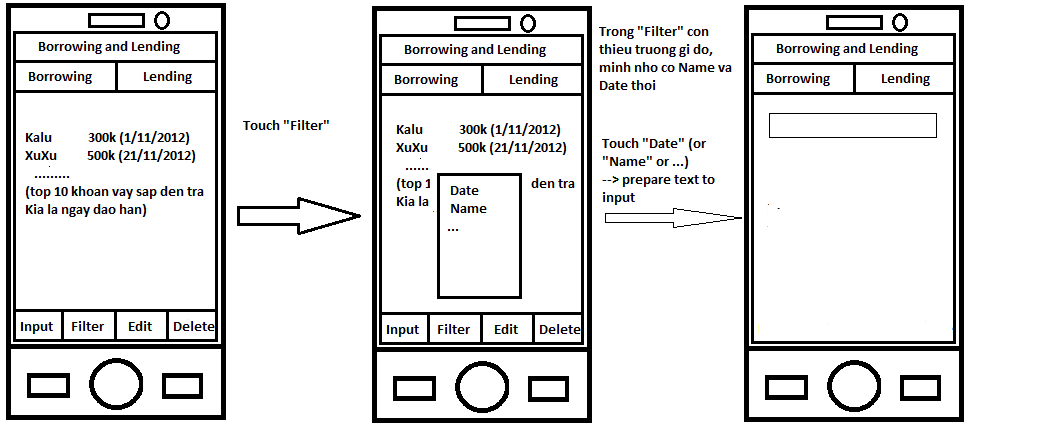 Borrowing and Lending
Borrowing Lending
Kalu 300k (1/11/2012)
XuXu 500k (21/11/2012)
.........
(top 10 khoan vay sap den tra
Kia la ngay dao han)
Input Filter Edit Delete
Touch "Filter"
Borrowing and Lending
Borrowing Lending
Kalu 300k (1/11/2012)
XuXu 500k (21/11/2012)
......
(top 1 den tra
Kia la
Date
Name
...
Input Filter Edit Delete
Trong "Filter" con
thieu truong gi do,
minh nho co Name va
Date thoi
Touch "Date" (or
"Name" or ...)
--> prepare text to
input
Borrowing and Lending
Borrowing Lending